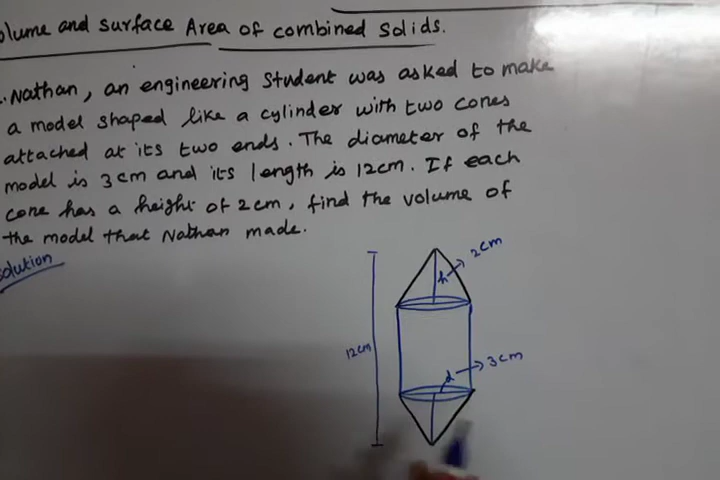 olume and surface Area of combined solids.
. Nathan, an engineering Student was asked to make
a model shaped like a cylinder with two cones
attached at its two ends. The diameter of the
model is 3cm and its length is 12cm. If each
cone has a height of 2cm, find the volume of
the model that Nathan made.
olution
2cm
h
12cm
d
3cm